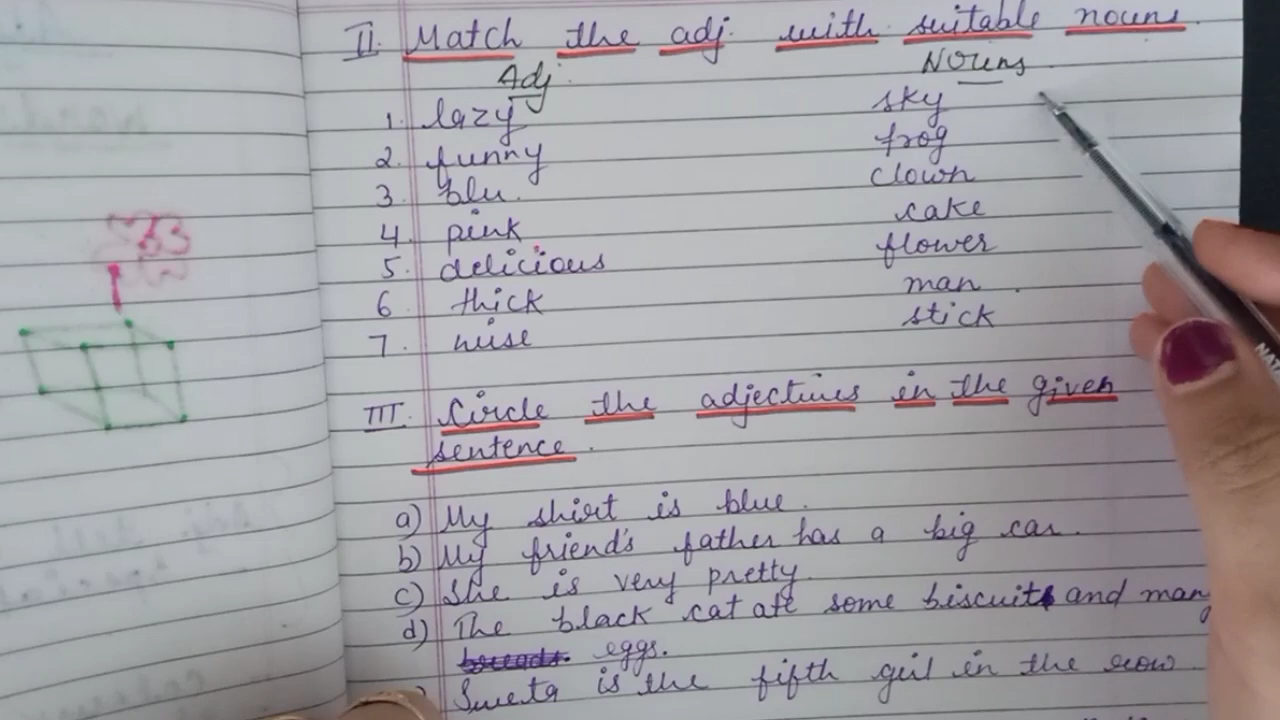 II. Match the adj. with suitable nouns.
Adj. Nouns
1. lazy sky
2. funny frog
3. blu. clown
4. pink cake
5. delicious flower
6 thick man
7. wise stick
III. Circle the adjectives in the given
sentence.
a) My shirt is blue.
b) My friend's father has a big car.
c) She is very pretty.
d) The black cat ate some biscuits and many
breads. eggs.
Sweta is the fifth girl in the row